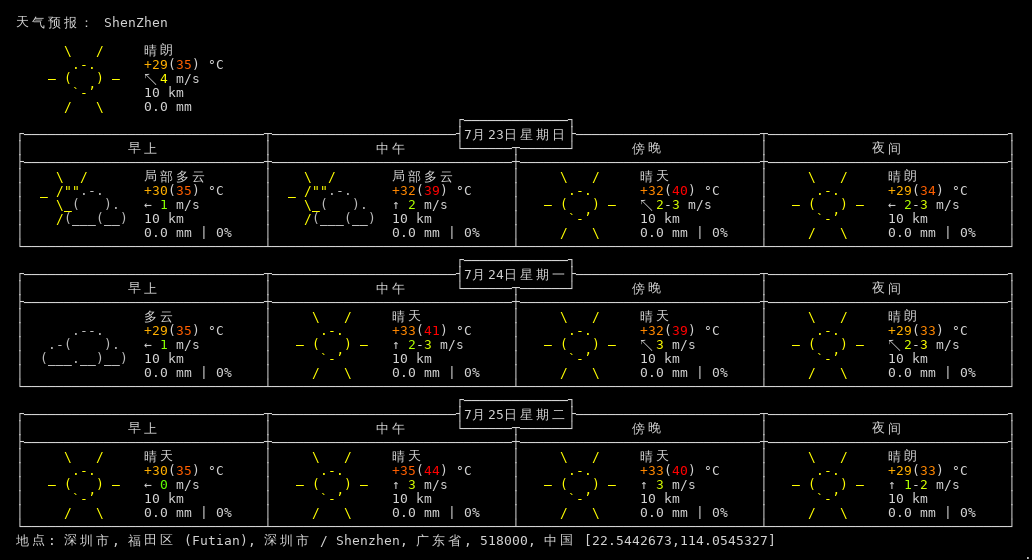 天气预报： ShenZhen
晴朗
+29(35) °C
↖ 4 m/s
10 km
0.0 mm
7月23日星期日
早上 中午 傍晚 夜间
局部多云 局部多云 晴天 晴朗
+30(35) °C +32(39) °C +32(40) °C +29(34) °C
← 1 m/s ↑ 2 m/s ↖ 2-3 m/s ← 2-3 m/s
10 km 10 km 10 km 10 km
0.0 mm | 0% 0.0 mm | 0% 0.0 mm | 0% 0.0 mm | 0%
7月24日星期一
早上 中午 傍晚 夜间
多云 晴天 晴天 晴朗
+29(35) °C +33(41) °C +32(39) °C +29(33) °C
← 1 m/s ↑ 2-3 m/s ↖ 3 m/s ↖ 2-3 m/s
10 km 10 km 10 km 10 km
0.0 mm | 0% 0.0 mm | 0% 0.0 mm | 0% 0.0 mm | 0%
7月25日星期二
早上 中午 傍晚 夜间
晴天 晴天 晴天 晴朗
+30(35) °C +35(44) °C +33(40) °C +29(33) °C
← 0 m/s ↑ 3 m/s ↑ 3 m/s ↑ 1-2 m/s
10 km 10 km 10 km 10 km
0.0 mm | 0% 0.0 mm | 0% 0.0 mm | 0% 0.0 mm | 0%
地点: 深圳市, 福田区 (Futian), 深圳市 / Shenzhen, 广东省, 518000, 中国 [22.5442673,114.0545327]